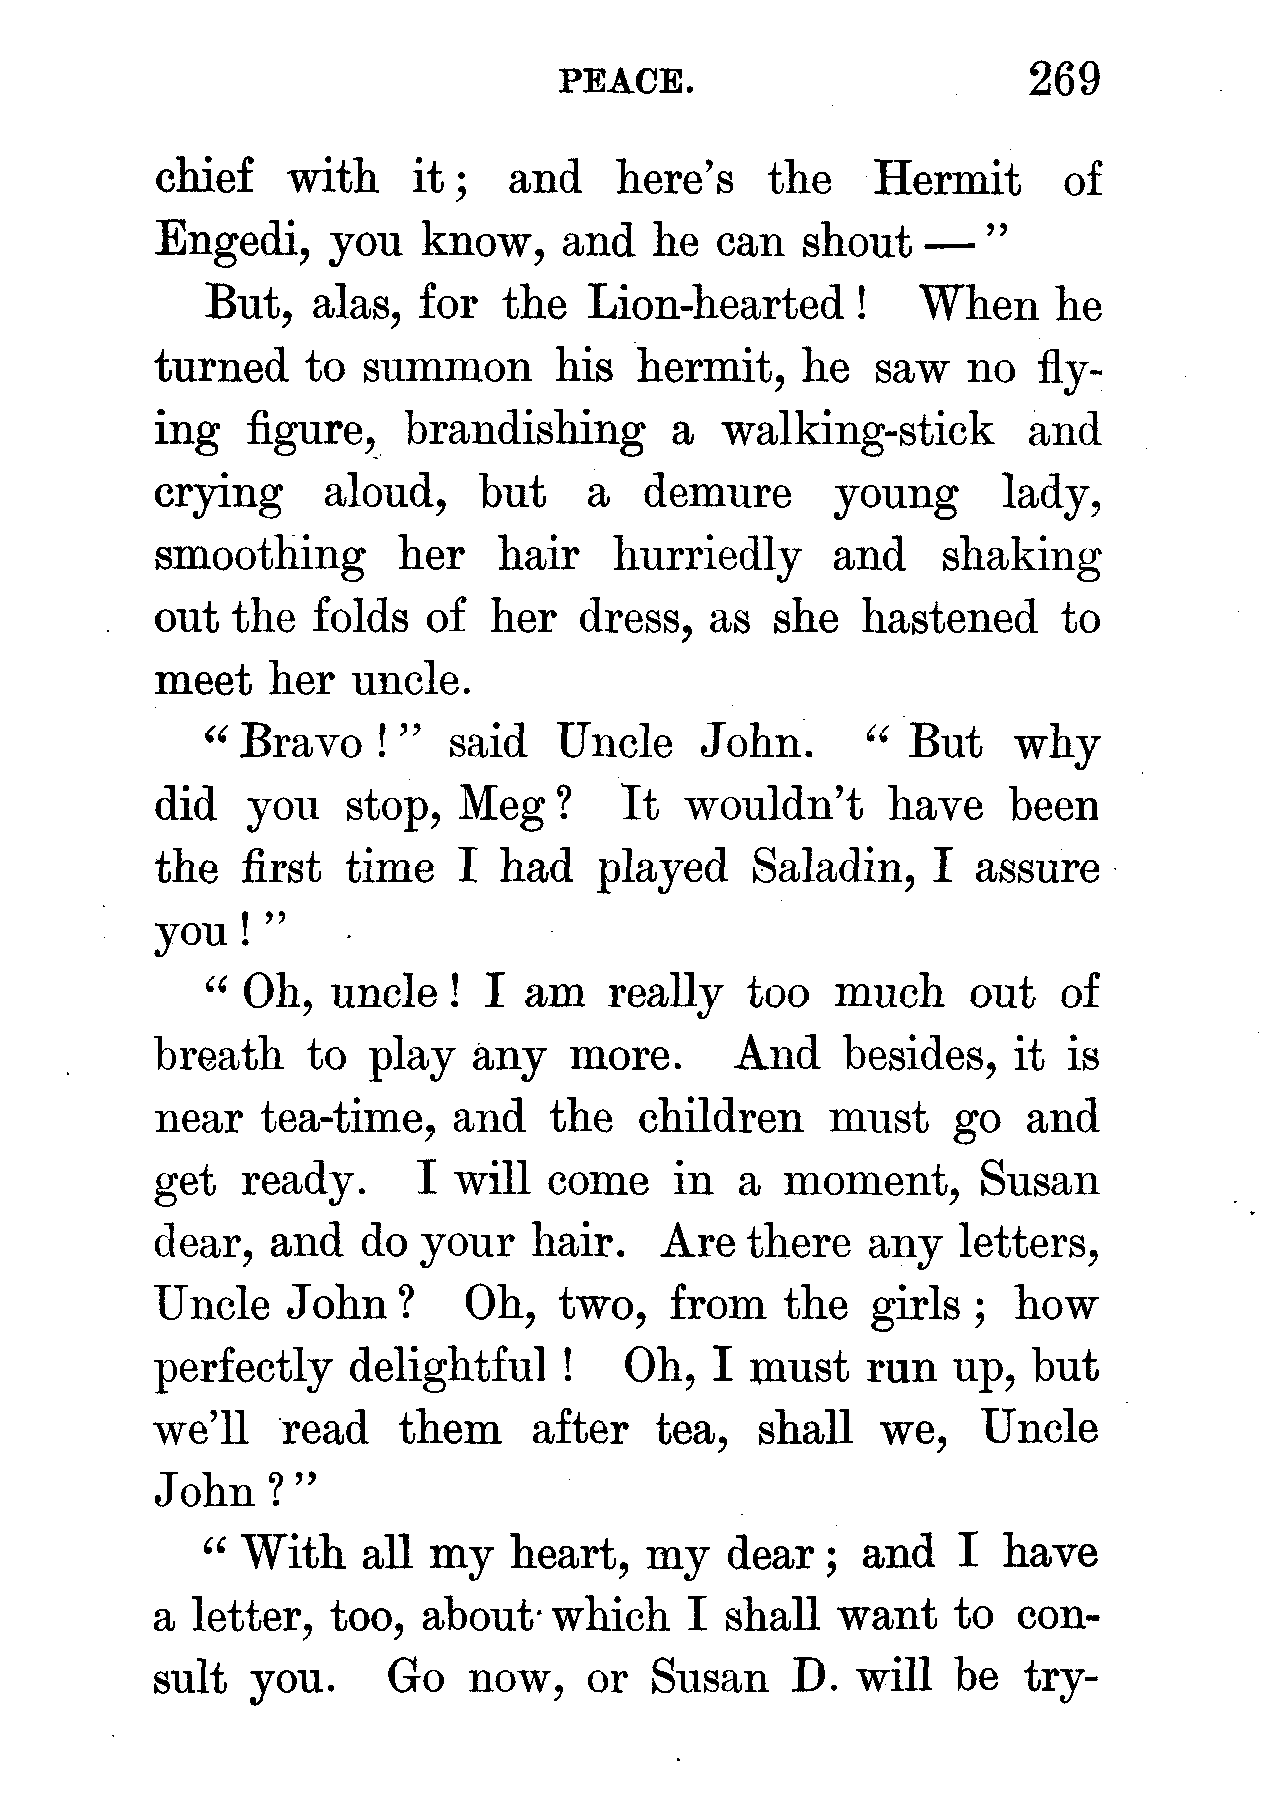 PEACE. 269
chief with it; and here's the Hermit of
Engedi, you know, and he can shout — "
But, alas, for the Lion-hearted! When he
turned to summon his hermit, he saw no fly-
ing figure, brandishing a walking-stick and
crying aloud, but a demure young lady,
smoothing her hair hurriedly and shaking
out the folds of her dress, as she hastened to
meet her uncle.
"Bravo!" said Uncle John. "But why
did you stop, Meg? It wouldn't have been
the first time I had played Saladin, I assure
you!"
"Oh, uncle! I am really too much out of
breath to play any more. And besides, it is
near tea-time, and the children must go and
get ready. I will come in a moment, Susan
dear, and do your hair. Are there any letters,
Uncle John? Oh, two, from the girls; how
perfectly delightful! Oh, I must run up, but
we'll read them after tea, shall we, Uncle
John?"
"With all my heart, my dear; and I have
a letter, too, about which I shall want to con-
sult you. Go now, or Susan D. will be try-